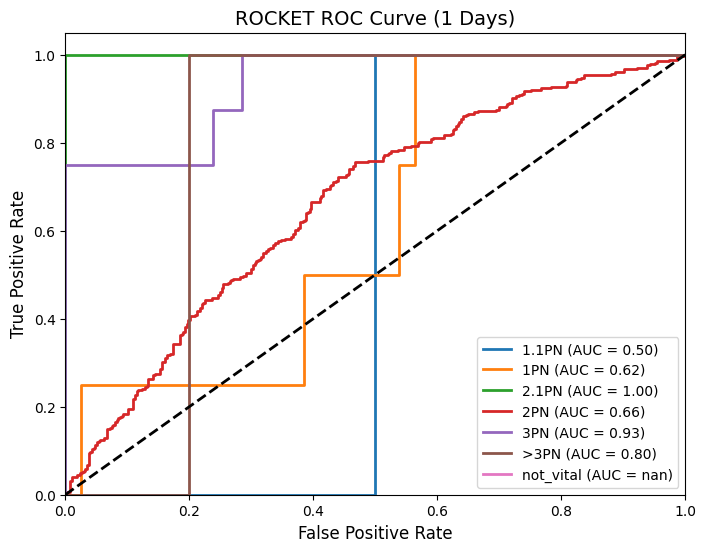 ROCKET ROC Curve (1 Days)
True Positive Rate
1.0
0.8
0.6
0.4
0.2
0.0
0.0 0.2 0.4 0.6 0.8 1.0
False Positive Rate
1.1PN (AUC = 0.50)
1PN (AUC = 0.62)
2.1PN (AUC = 1.00)
2PN (AUC = 0.66)
3PN (AUC = 0.93)
>3PN (AUC = 0.80)
not_vital (AUC = nan)